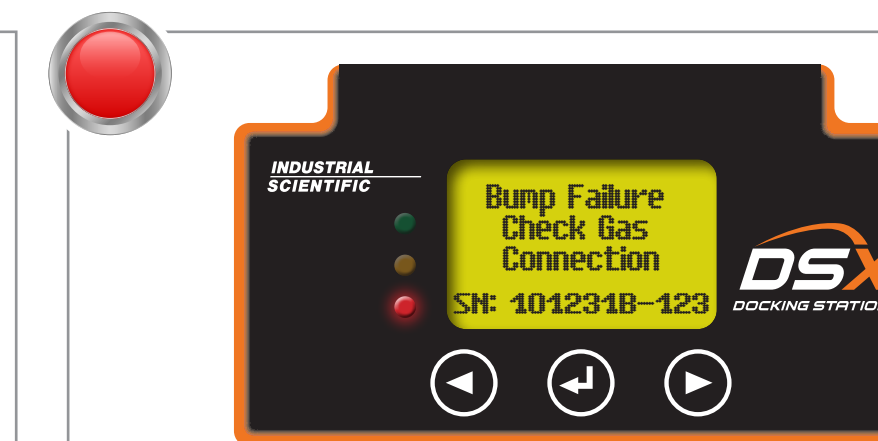 INDUSTRIAL
SCIENTIFIC
Bump Failure
Check Gas
Connection
SN: 101231B-123
DSX
DOCKING STATION